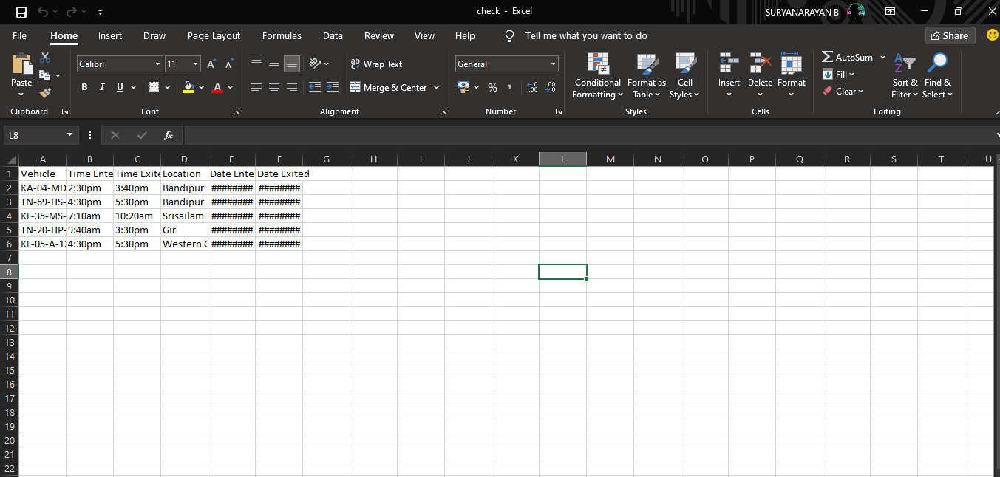 check - Excel
SURYANARAYAN B
File Home Insert Draw Page Layout Formulas Data Review View Help Tell me what you want to do Share
Paste
Calibri 11
B I U
Wrap Text
Merge & Center
General
% ,
Conditional Formatting
Format as Table
Cell Styles
Insert Delete Format
AutoSum
Fill
Clear
Sort & Filter
Find & Select
Clipboard Font Alignment Number Styles Cells Editing
L8 fx
A B C D E F G H I J K L M N O P Q R S T U
1 Vehicle Time Ente Time Exite Location Date Ente Date Exited
2 KA-04-MD 2:30pm 3:40pm Bandipur ######## ########
3 TN-69-HS- 4:30pm 5:30pm Bandipur ######## ########
4 KL-35-MS- 7:10am 10:20am Srisailam ######## ########
5 TN-20-HP- 9:40am 3:30pm Gir ######## ########
6 KL-05-A-12 4:30pm 5:30pm Western G ######## ########
7
8
9
10
11
12
13
14
15
16
17
18
19
20
21
22